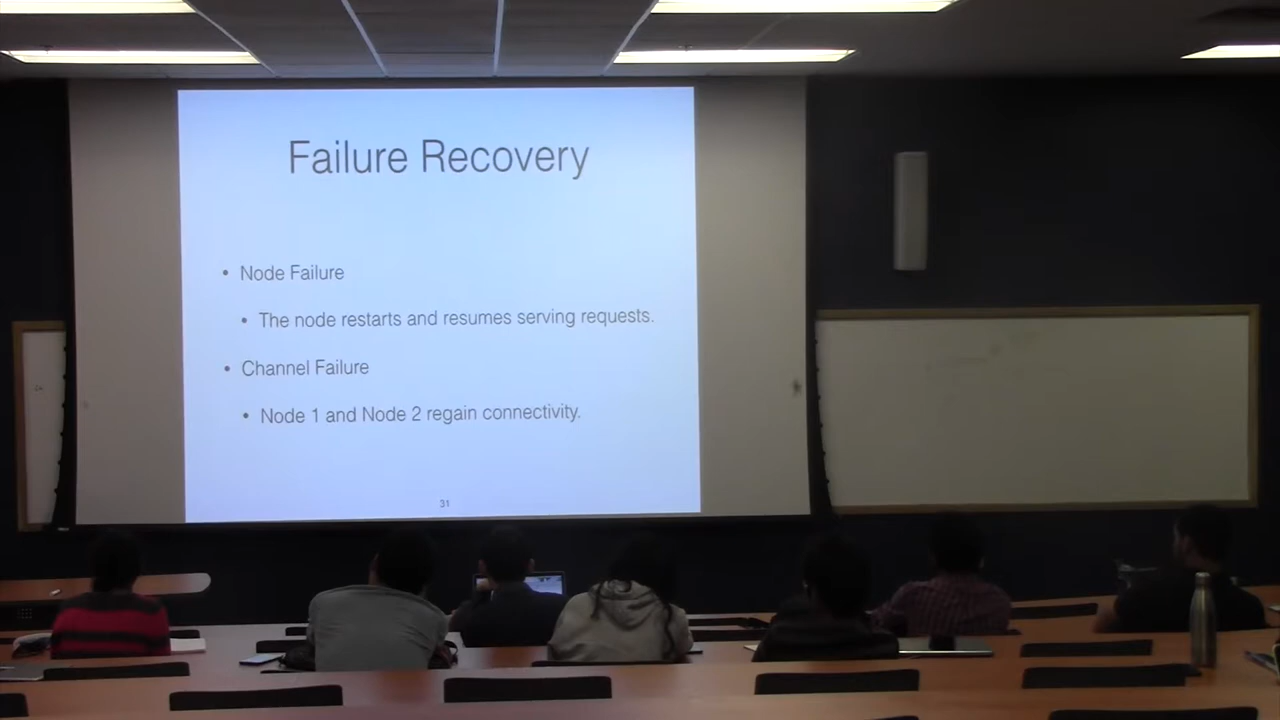 Failure Recovery
• Node Failure
• The node restarts and resumes serving requests.
• Channel Failure
• Node 1 and Node 2 regain connectivity.
31